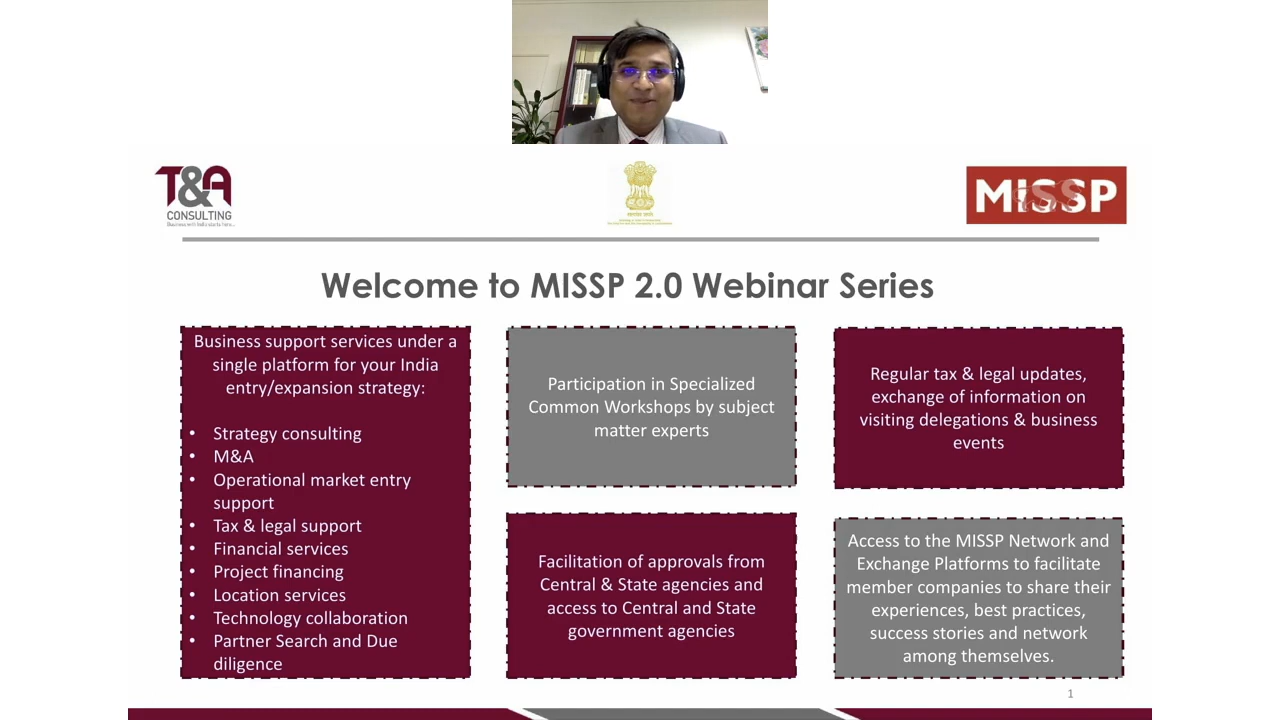 T&A
CONSULTING
Business with India starts here...
MISSP
Welcome to MISSP 2.0 Webinar Series
Business support services under a
single platform for your India
entry/expansion strategy:
• Strategy consulting
• M&A
• Operational market entry
support
• Tax & legal support
• Financial services
• Project financing
• Location services
• Technology collaboration
• Partner Search and Due
diligence
Participation in Specialized
Common Workshops by subject
matter experts
Facilitation of approvals from
Central & State agencies and
access to Central and State
government agencies
Regular tax & legal updates,
exchange of information on
visiting delegations & business
events
Access to the MISSP Network and
Exchange Platforms to facilitate
member companies to share their
experiences, best practices,
success stories and network
among themselves.
1